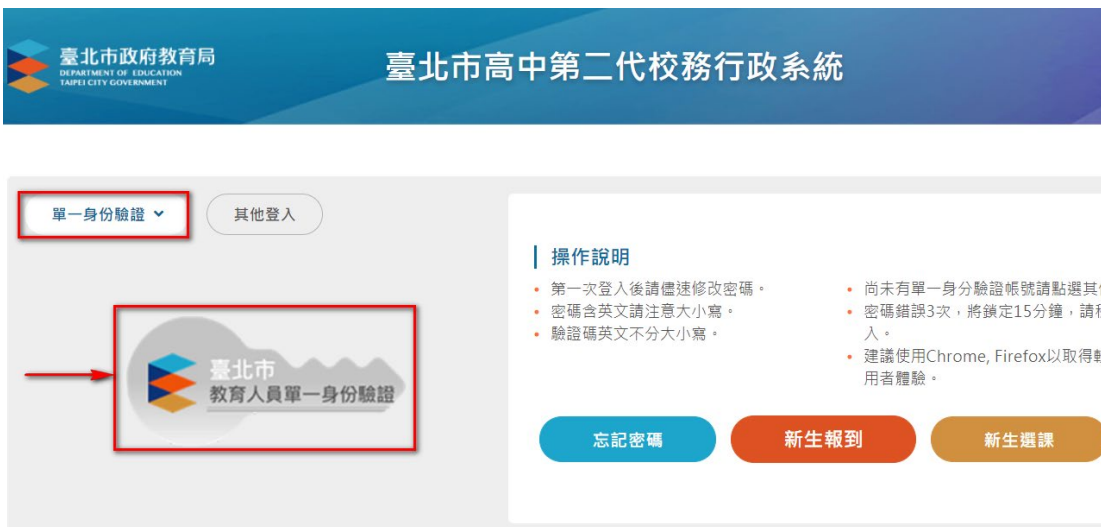 臺北市政府教育局
DEPARTMENT OF EDUCATION
TAIPEI CITY GOVERNMENT
臺北市高中第二代校務行政系統
單一身份驗證
其他登入
臺北市
教育人員單一身份驗證
操作說明
• 第一次登入後請儘速修改密碼。
• 密碼含英文請注意大小寫。
• 驗證碼英文不分大小寫。
• 尚未有單一身分驗證帳號請點選其
• 密碼錯誤3次，將鎖定15分鐘，請
入。
• 建議使用Chrome, Firefox以取得
用者體驗。
忘記密碼
新生報到
新生選課